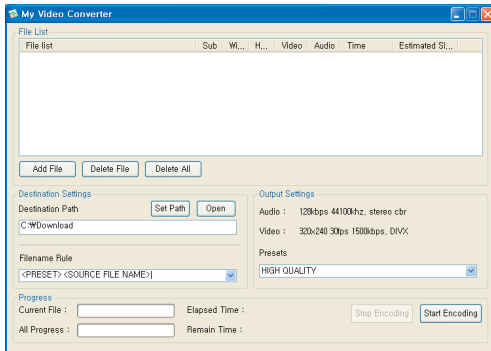 My Video Converter
File List
File list Sub Wi... H... Video Audio Time Estimated Si...
Add File Delete File Delete All
Destination Settings
Destination Path Set Path Open
C:₩Download
Filename Rule
<PRESET> <SOURCE FILE NAME>
Output Settings
Audio : 128kbps 44100khz, stereo cbr
Video : 320x240 30fps 1500kbps, DIVX
Presets
HIGH QUALITY
Progress
Current File : Elapsed Time :
All Progress : Remain Time :
Stop Encoding Start Encoding